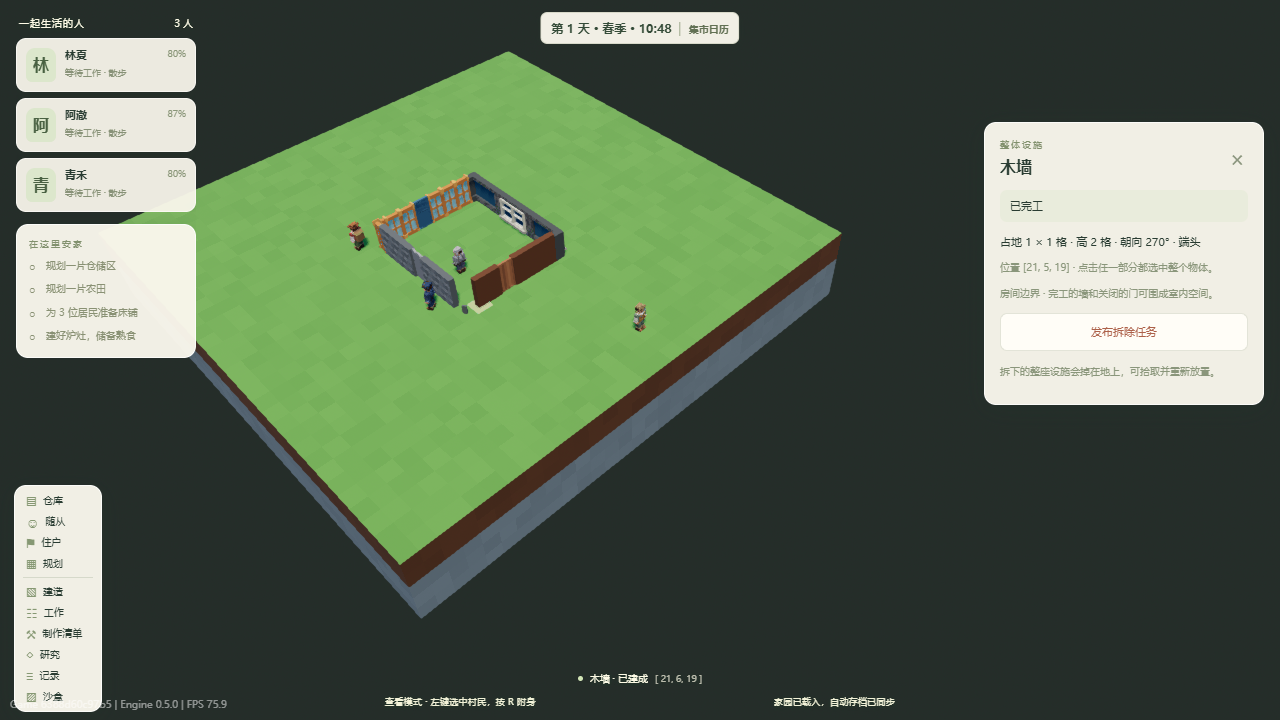 一起生活的人 3 人
林 林夏 80%
等待工作 · 散步
阿 阿澈 87%
等待工作 · 散步
青 青禾 80%
等待工作 · 散步
在这里安家
规划一片仓储区
规划一片农田
为 3 位居民准备床铺
建好炉灶，储备熟食
第 1 天 • 春季 • 10:48 | 集市日历
整体设施
木墙
已完工
占地 1 × 1 格 · 高 2 格 · 朝向 270° · 端头
位置 [21, 5, 19] · 点击任一部分都选中整个物体。
房间边界 · 完工的墙和关闭的门可围成室内空间。
发布拆除任务
拆下的整座设施会掉在地上，可拾取并重新放置。
仓库
随从
住户
规划
建造
工作
制作清单
研究
记录
沙盒
| Engine 0.5.0 | FPS 75.9
木墙 · 已建成 [ 21, 6, 19 ]
查看模式 · 左键选中村民，按 R 附身
家园已载入，自动存档已同步